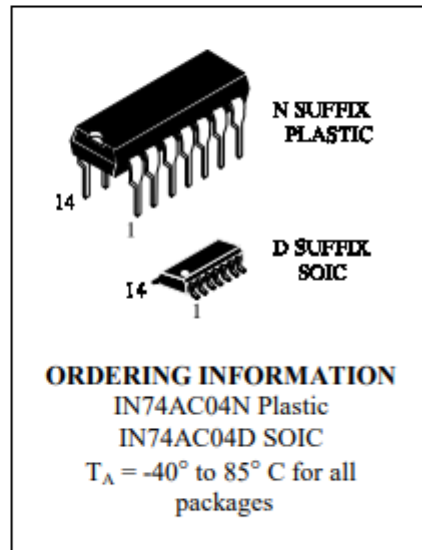 N SUFFIX
PLASTIC
14
1
D SUFFIX
SOIC
14
1
ORDERING INFORMATION
IN74AC04N Plastic
IN74AC04D SOIC
TA = -40° to 85° C for all
packages